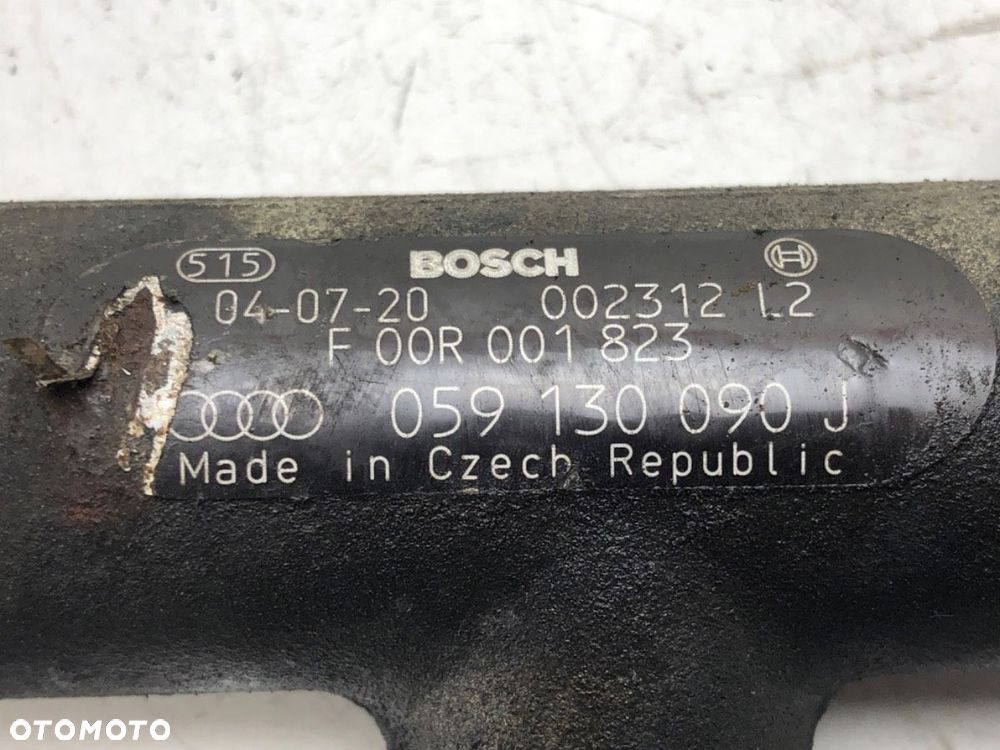 515 BOSCH
04-07-20 002312 L2
F 00R 001 823
059 130 090 J
Made in Czech Republic
OTOMOTO